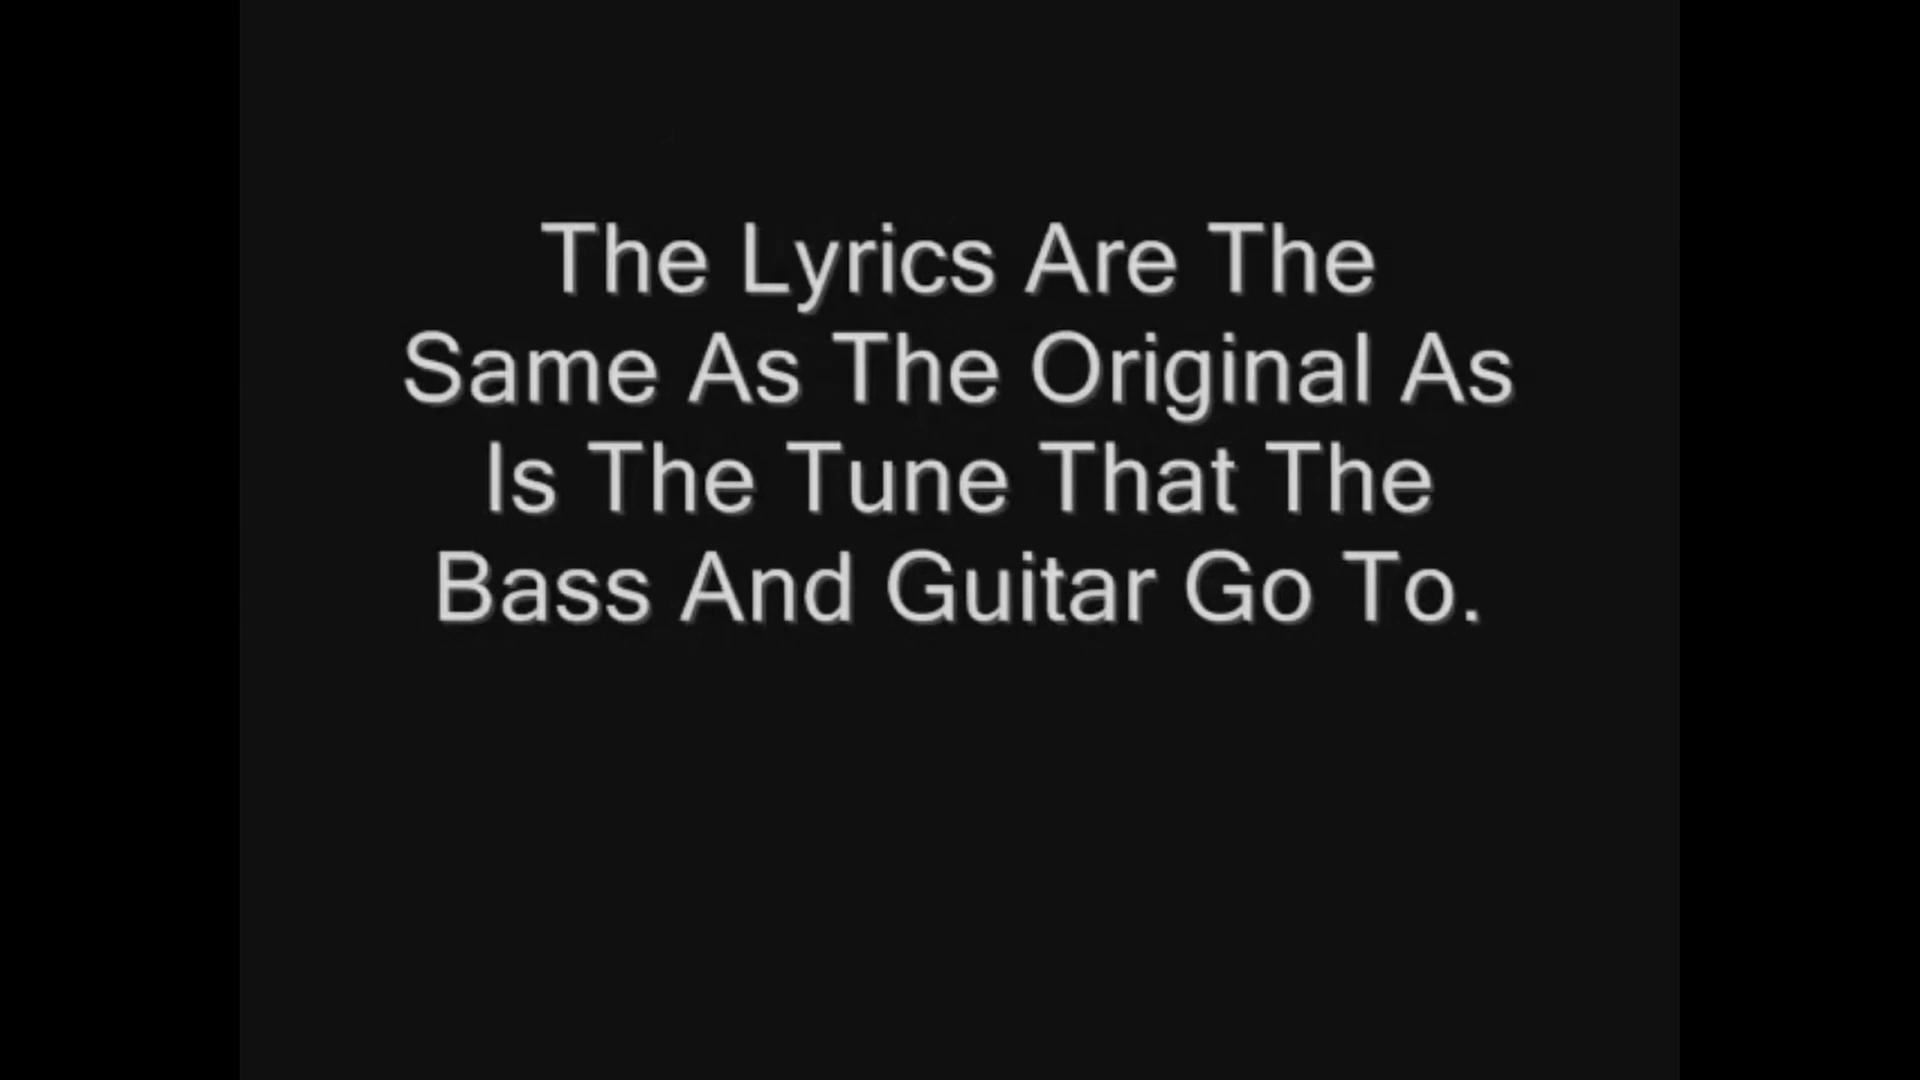 The Lyrics Are The
Same As The Original As
Is The Tune That The
Bass And Guitar Go To.